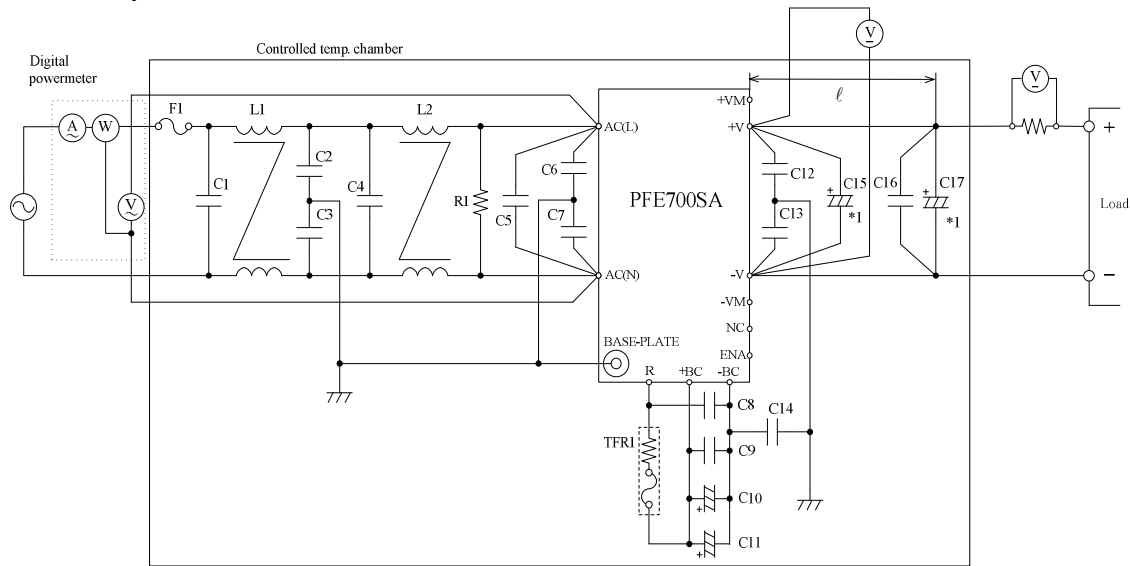 Controlled temp. chamber
Digital
powermeter
A
W
V
F1
L1
L2
C1
C2
C3
C4
R1
C5
C6
C7
AC(L)
AC(N)
BASE-PLATE
PFE700SA
+VM
+V
-V
-VM
NC
ENA
R
+BC
-BC
V
ℓ
V
C12
C13
C15
+
*1
C16
C17
+
*1
+
Load
−
C8
C14
TFR1
C9
C10
+
C11
+